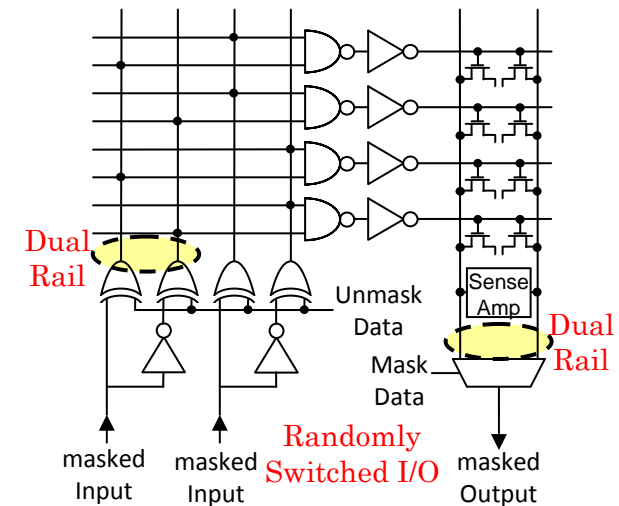 Dual
Rail
Unmask
Data
Sense
Amp
Dual
Rail
Mask
Data
Randomly
Switched I/O
masked
Input
masked
Input
masked
Output